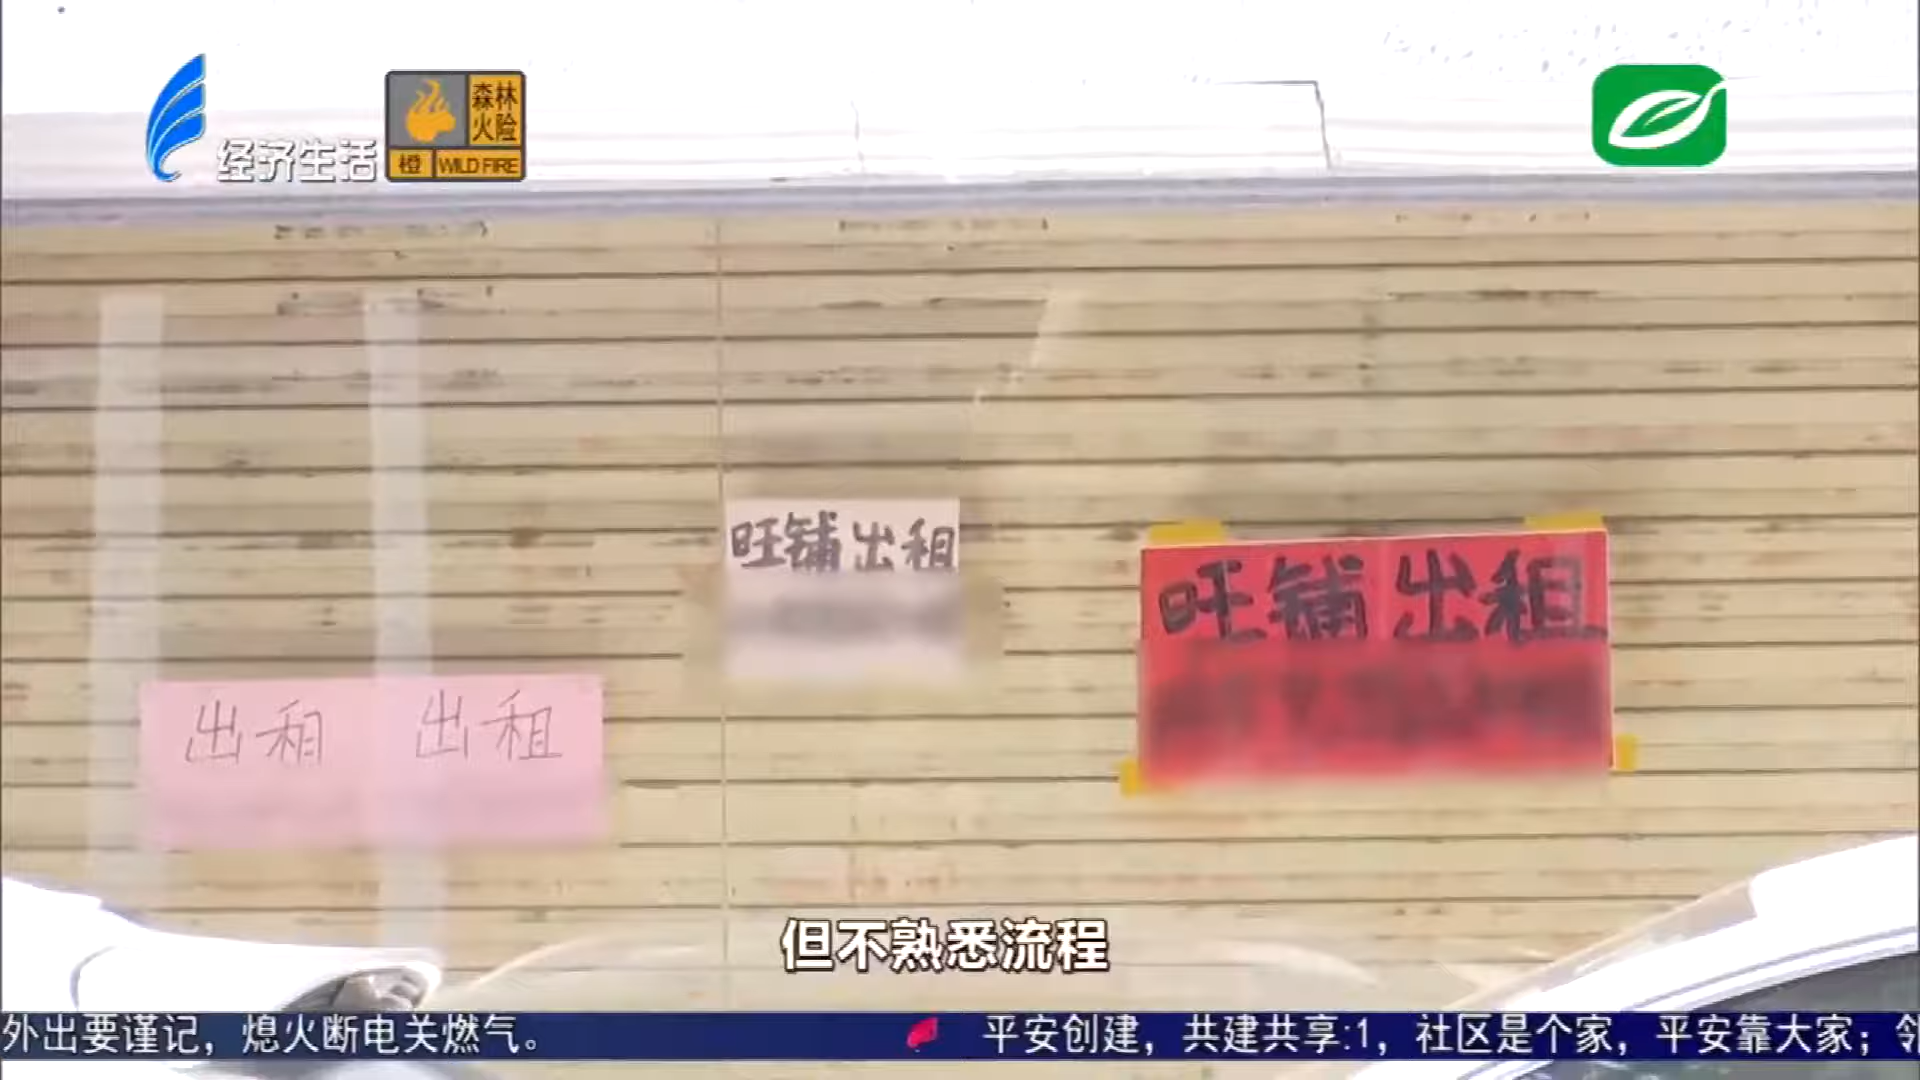 经济生活
森林
火险
橙 WILD FIRE
旺铺出租
旺铺出租
出租 出租
但不熟悉流程
外出要谨记，熄火断电关燃气。 平安创建，共建共享:1，社区是个家，平安靠大家；邻